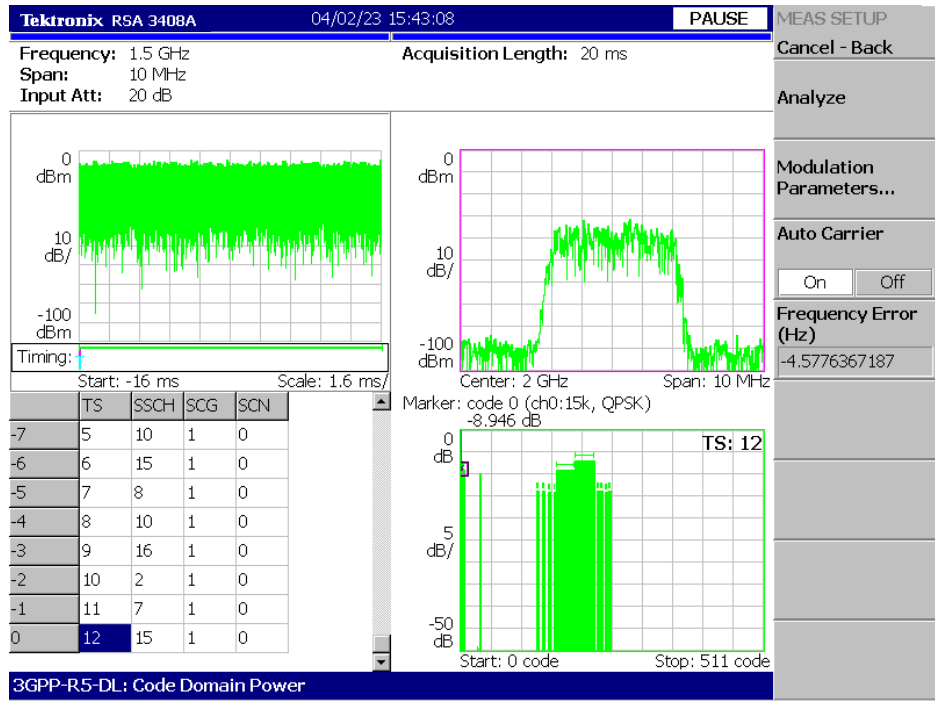 Tektronix RSA 3408A 04/02/23 15:43:08 PAUSE
MEAS SETUP
Cancel - Back
Frequency: 1.5 GHz
Span: 10 MHz
Input Att: 20 dB
Acquisition Length: 20 ms
Analyze
Modulation
Parameters...
Auto Carrier
On Off
Frequency Error
(Hz)
-4.5776367187
0
dBm
10
dB/
-100
dBm
Timing:
Start: -16 ms Scale: 1.6 ms/
0
dBm
10
dB/
-100
dBm
Center: 2 GHz Span: 10 MHz
TS SSCH SCG SCN
-7 5 10 1 0
-6 6 15 1 0
-5 7 8 1 0
-4 8 10 1 0
-3 9 16 1 0
-2 10 2 1 0
-1 11 7 1 0
0 12 15 1 0
Marker: code 0 (ch0:15k, QPSK)
-8.946 dB
0
dB
TS: 12
5
dB/
-50
dB
Start: 0 code Stop: 511 code
3GPP-R5-DL: Code Domain Power